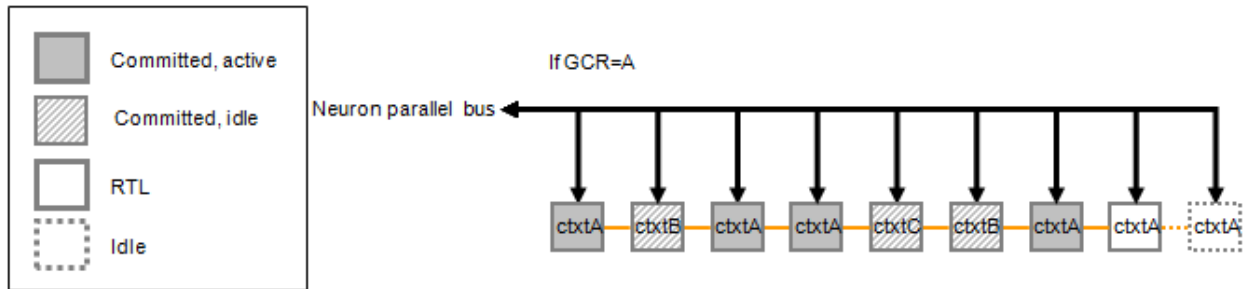 Committed, active
Committed, idle
RTL
Idle
If GCR=A
Neuron parallel bus
ctxtA ctxtB ctxtA ctxtA ctxtC ctxtB ctxtA ctxtA ctxtA